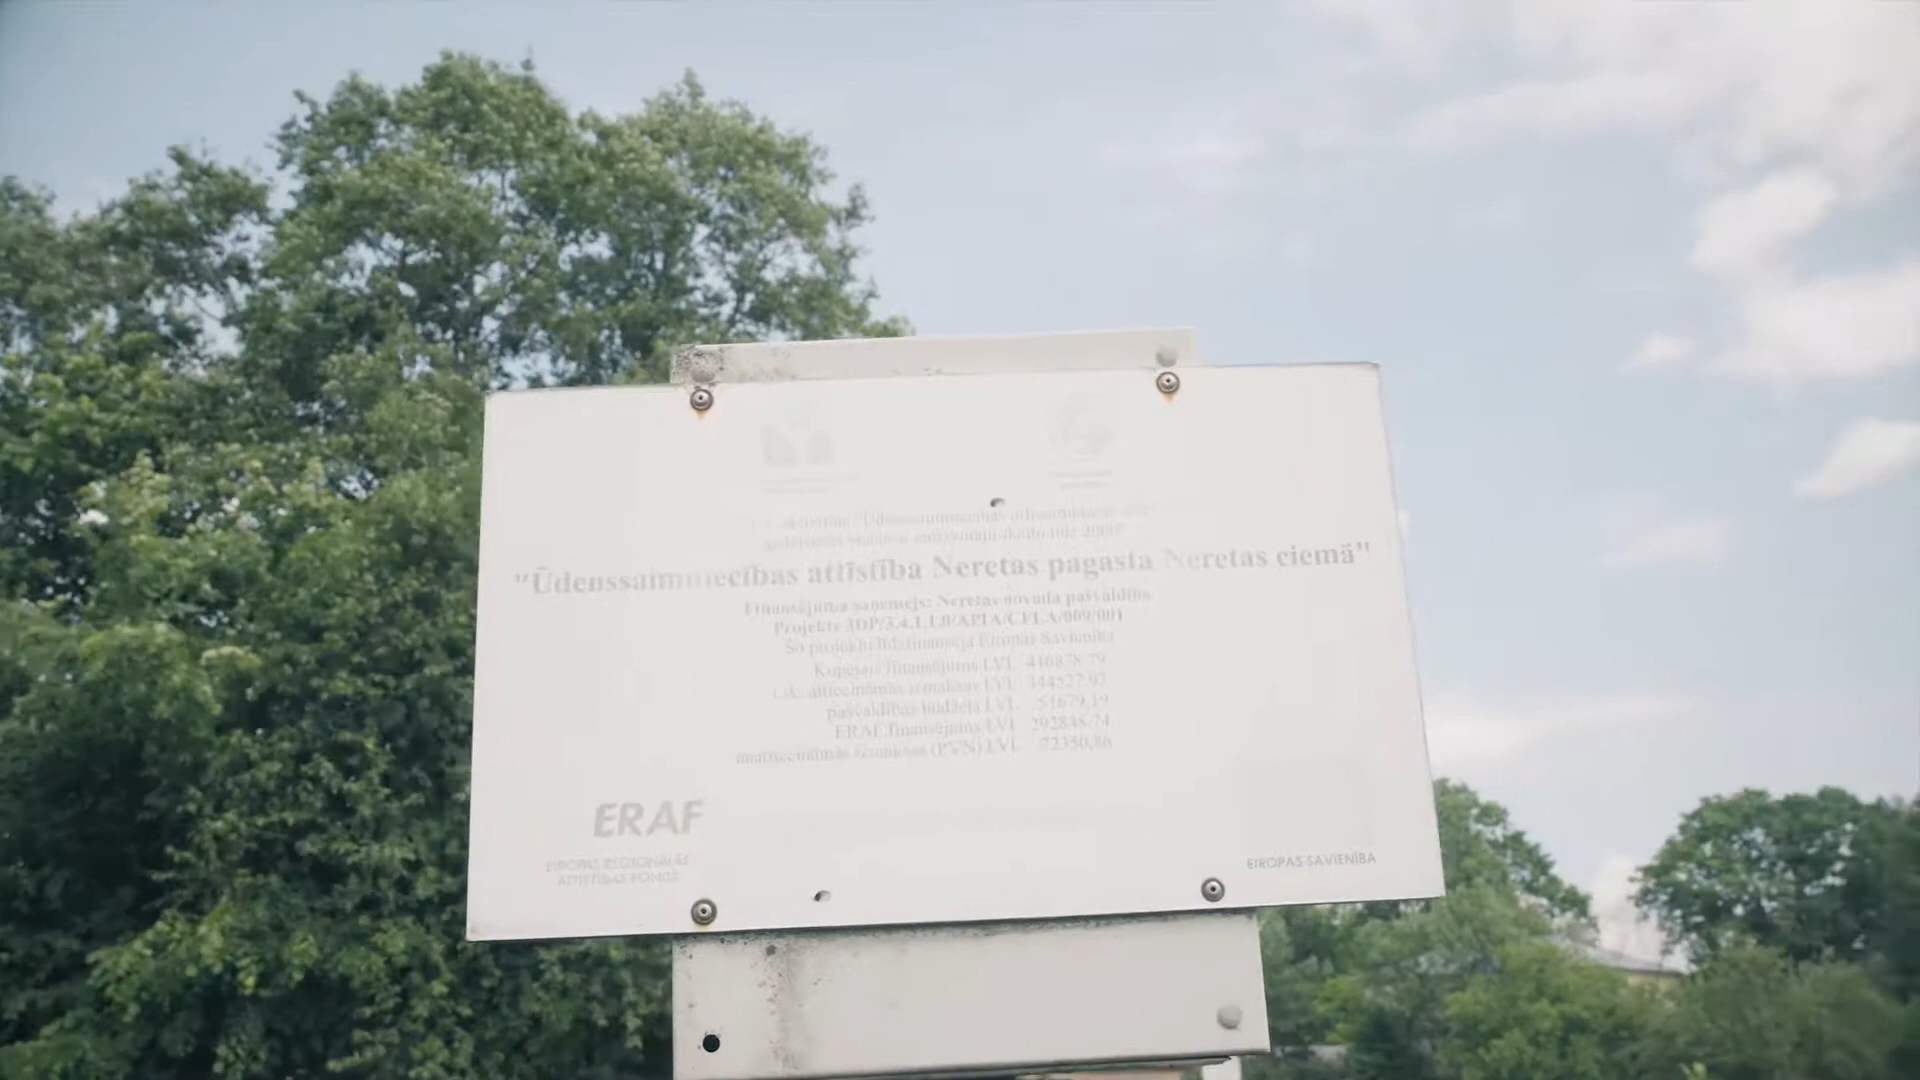 aktivitāte "Ūdenssaimniecības infrastruktūras
"Ūdenssaimniecības attīstība Neretas pagasta Neretas ciemā"
Finansējuma saņēmējs: Neretas novada pašvaldība
Projekts 3DP/3.4.1.1.0/APIA/CFLA/009/001
Šo projektu līdzfinansēja Eiropas Savienība
Kopējais finansējums LVL 416878.79
t.sk. attiecināmās izmaksas LVL 344527.93
pašvaldības budžets LVL 51679,19
ERAF finansējums LVL 292848.74
neattiecināmās izmaksas (PVN) LVL 72350,86
ERAF
EIROPAS REĢIONĀLĀS
ATTĪSTĪBAS FONDS
EIROPAS SAVIENĪBA